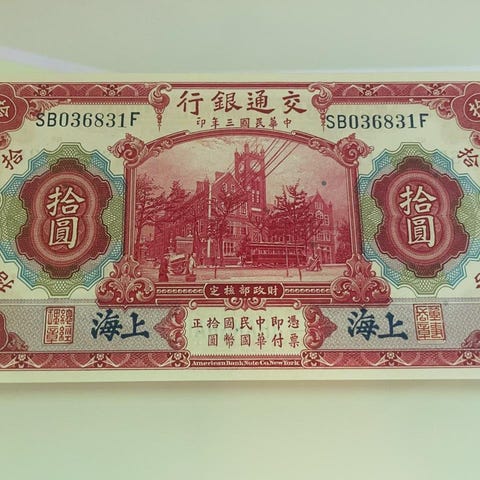 交通銀行
中華民國三年印
SB036831F
SB036831F
拾
拾
拾圓
拾圓
財政部核定
上海
上海
憑票即付中華民國國幣拾圓正
American Bank Note Co. New York.